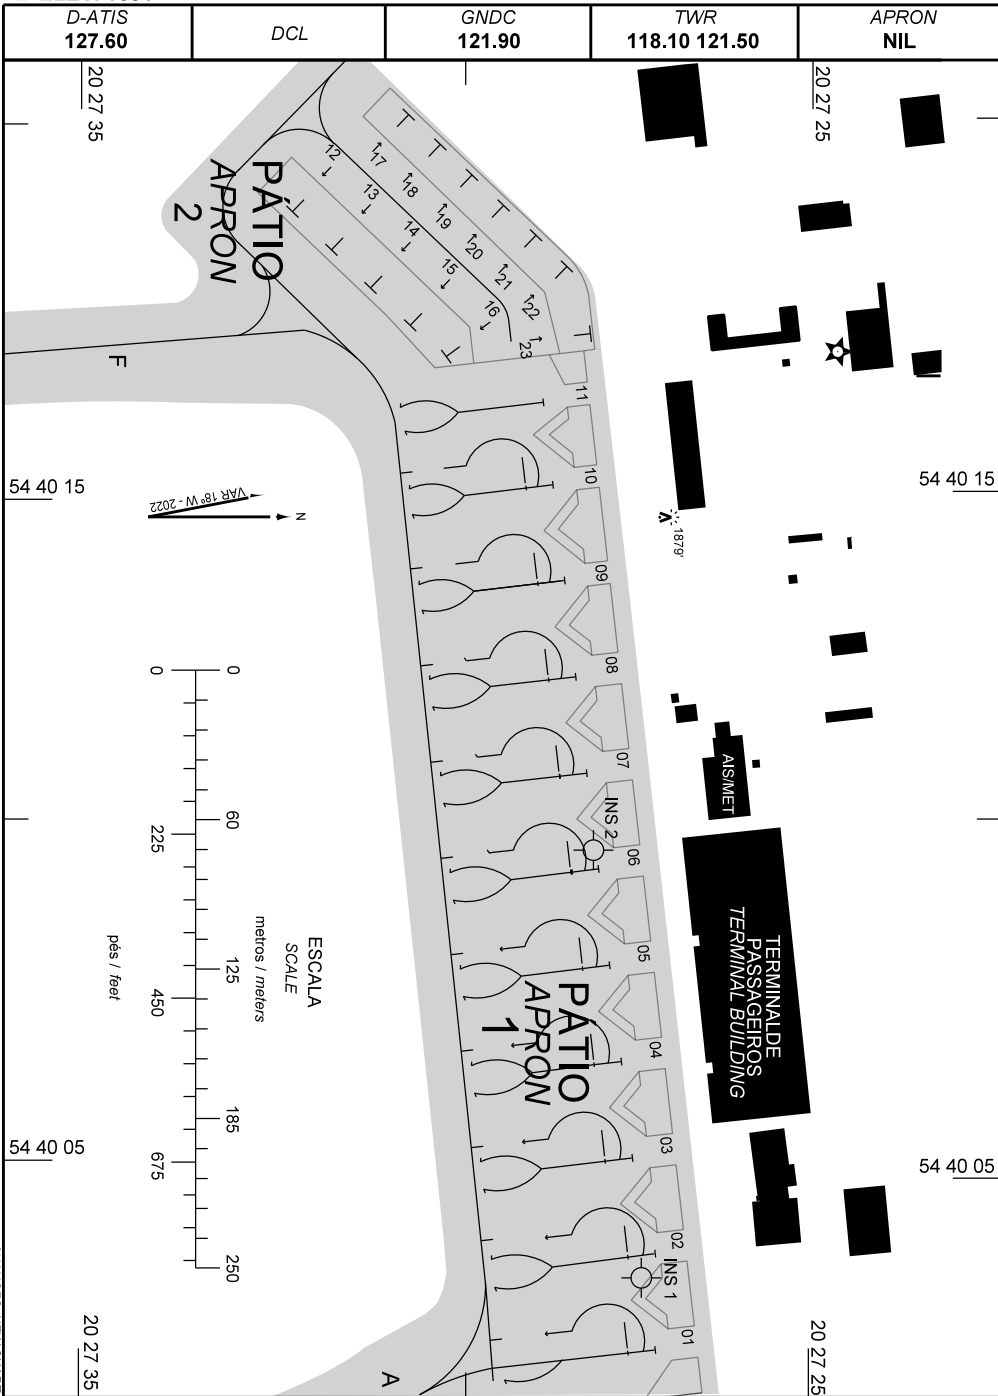 D-ATIS
127.60
DCL
GNDC
121.90
TWR
118.10 121.50
APRON
NIL
20 27 35
20 27 25
PÁTIO
APRON
2
12
13
14
15
16
17
18
19
20
21
22
23
F
11
10
09
08
07
06
05
04
03
02
01
54 40 15
54 40 15
VAR 18° W - 2022
N
1879'
AIS/MET
INS 2
TERMINALDE
PASSAGEIROS
TERMINAL BUILDING
PÁTIO
APRON
1
ESCALA
SCALE
metros / meters
0
60
125
185
250
0
225
450
675
pés / feet
54 40 05
54 40 05
INS 1
A
20 27 35
20 27 25